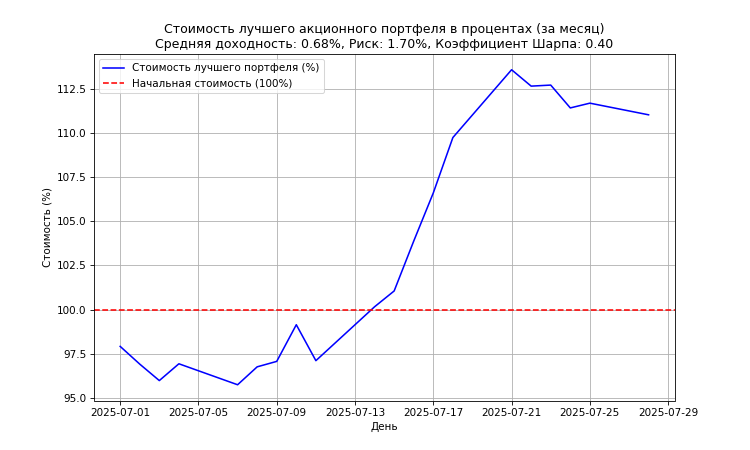 Стоимость лучшего акционного портфеля в процентах (за месяц)
Средняя доходность: 0.68%, Риск: 1.70%, Коэффициент Шарпа: 0.40
Стоимость лучшего портфеля (%)
Начальная стоимость (100%)
Стоимость (%)
112.5
110.0
107.5
105.0
102.5
100.0
97.5
95.0
2025-07-01 2025-07-05 2025-07-09 2025-07-13 2025-07-17 2025-07-21 2025-07-25 2025-07-29
День